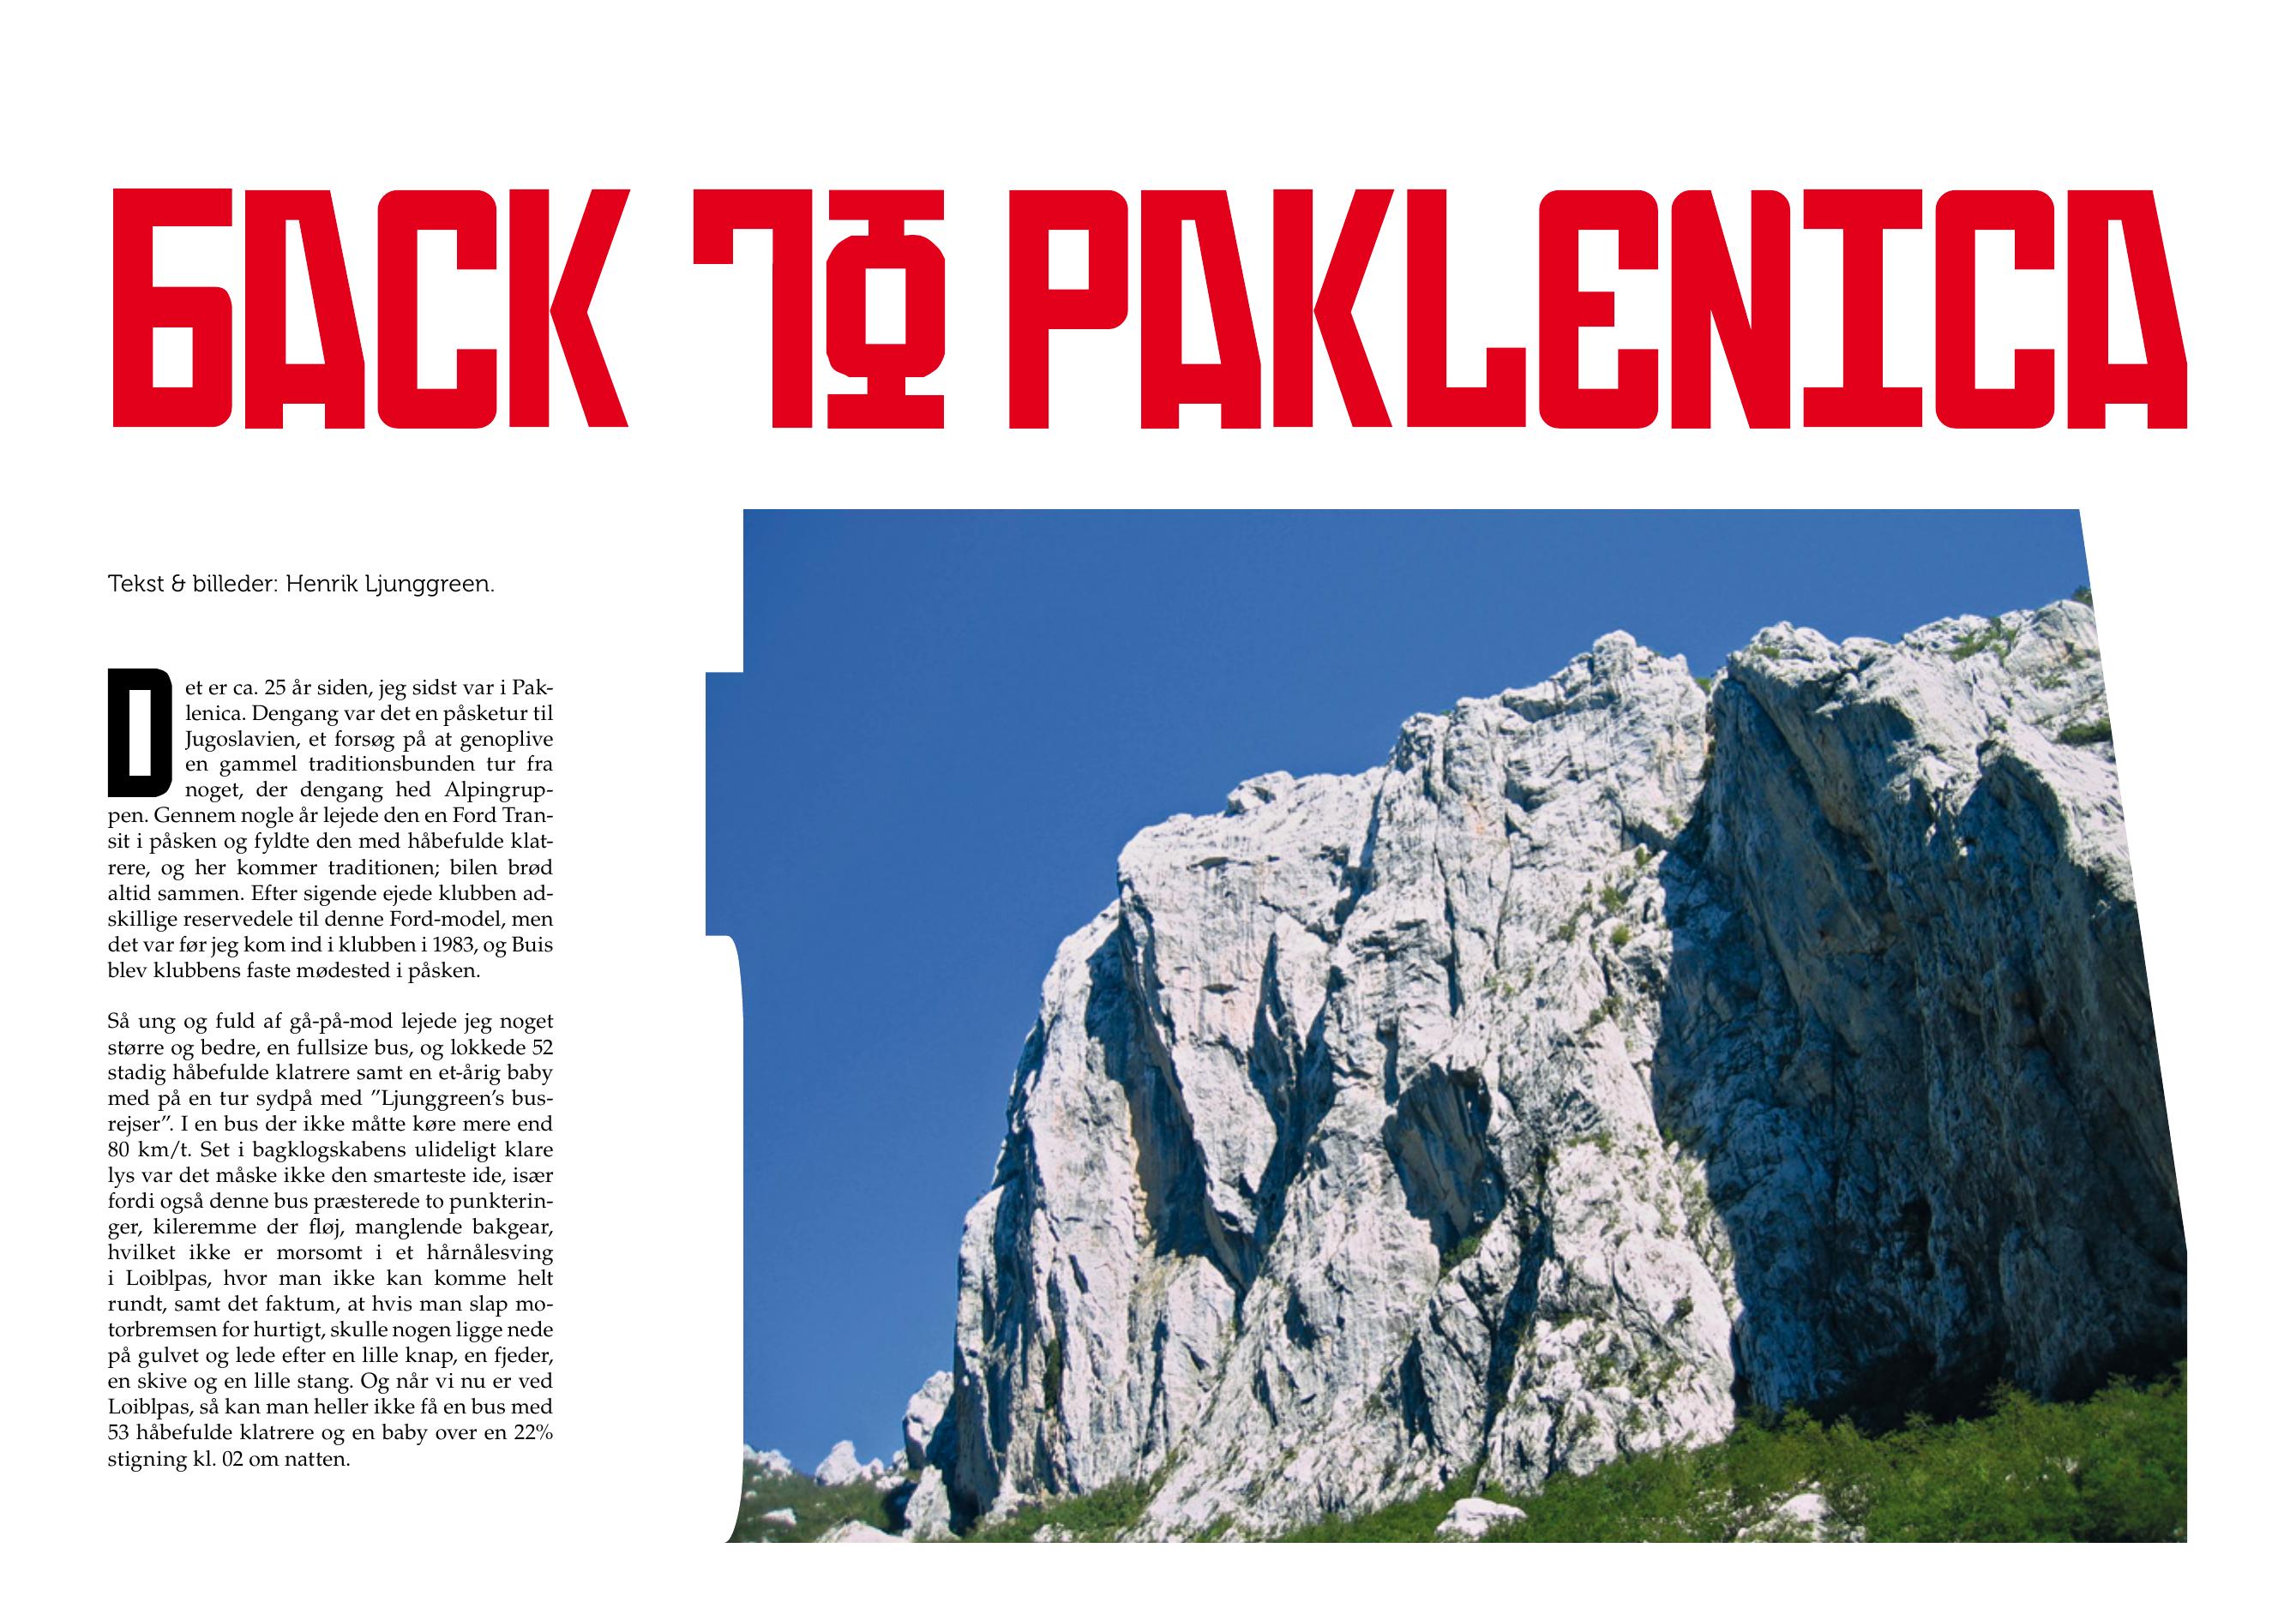 BACK TO PAKLENICA
Tekst & billeder: Henrik Ljunggreen.
Det er ca. 25 år siden, jeg sidst var i Pak-
lenica. Dengang var det en påsketur til
Jugoslavien, et forsøg på at genoplive
en gammel traditionsbunden tur fra
noget, der dengang hed Alpingrup-
pen. Gennem nogle år lejede den en Ford Tran-
sit i påsken og fyldte den med håbefulde klat-
rere, og her kommer traditionen; bilen brød
altid sammen. Efter sigende ejede klubben ad-
skillige reservedele til denne Ford-model, men
det var før jeg kom ind i klubben i 1983, og Buis
blev klubbens faste mødested i påsken.
Så ung og fuld af gå-på-mod lejede jeg noget
større og bedre, en fullsize bus, og lokkede 52
stadig håbefulde klatrere samt en et-årig baby
med på en tur sydpå med ”Ljunggreen’s bus-
rejser”. I en bus der ikke måtte køre mere end
80 km/t. Set i bagklogskabens ulideligt klare
lys var det måske ikke den smarteste ide, især
fordi også denne bus præsterede to punkterin-
ger, kileremme der fløj, manglende bakgear,
hvilket ikke er morsomt i et hårnålesving
i Loiblpas, hvor man ikke kan komme helt
rundt, samt det faktum, at hvis man slap mo-
torbremsen for hurtigt, skulle nogen ligge nede
på gulvet og lede efter en lille knap, en fjeder,
en skive og en lille stang. Og når vi nu er ved
Loiblpas, så kan man heller ikke få en bus med
53 håbefulde klatrere og en baby over en 22%
stigning kl. 02 om natten.